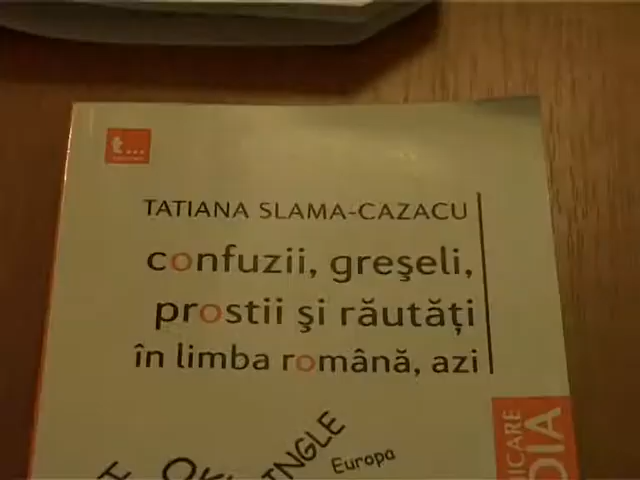 t...
TATIANA SLAMA-CAZACU
confuzii, greşeli,
prostii şi răutăţi
în limba română, azi
Europa